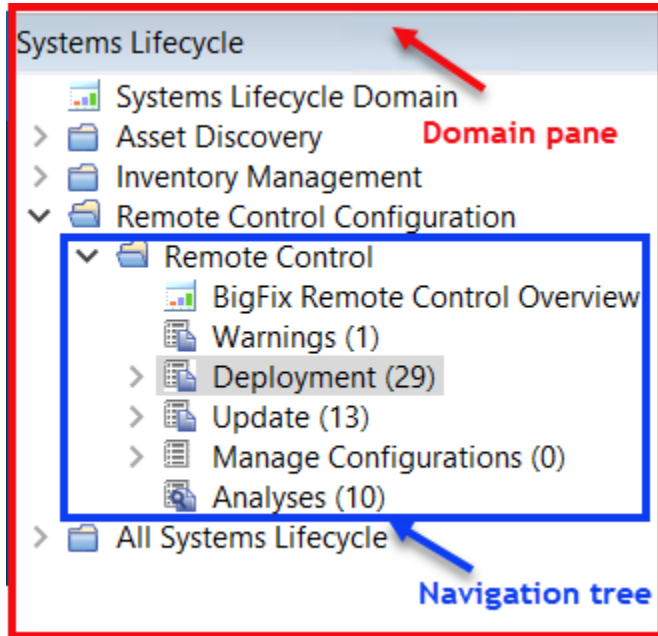 Systems Lifecycle
Systems Lifecycle Domain
Asset Discovery
Domain pane
Inventory Management
Remote Control Configuration
Remote Control
BigFix Remote Control Overview
Warnings (1)
Deployment (29)
Update (13)
Manage Configurations (0)
Analyses (10)
All Systems Lifecycle
Navigation tree